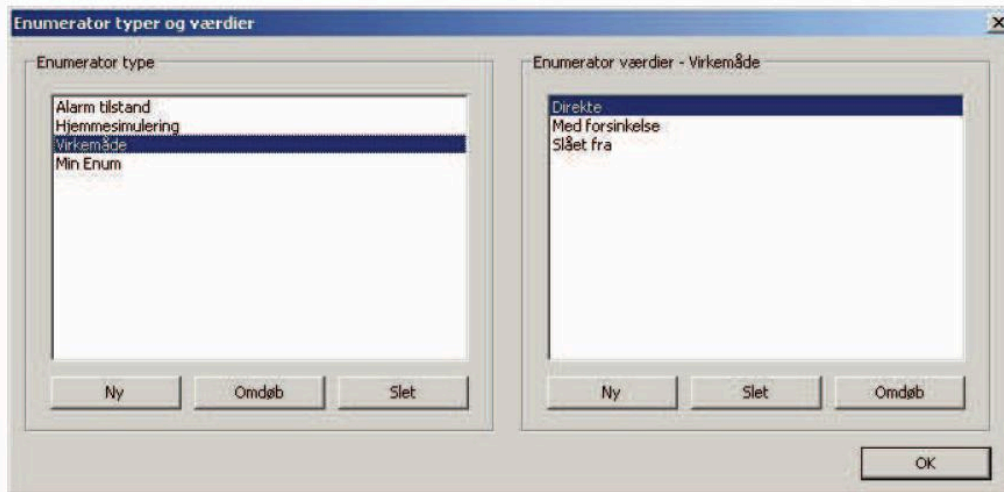 Enumerator typer og værdier
Enumerator type
Alarm tilstand
Hjemmesimulering
Virkemåde
Min Enum
Ny
Omdøb
Slet
Enumerator værdier - Virkemåde
Direkte
Med forsinkelse
Slået fra
Ny
Slet
Omdøb
OK